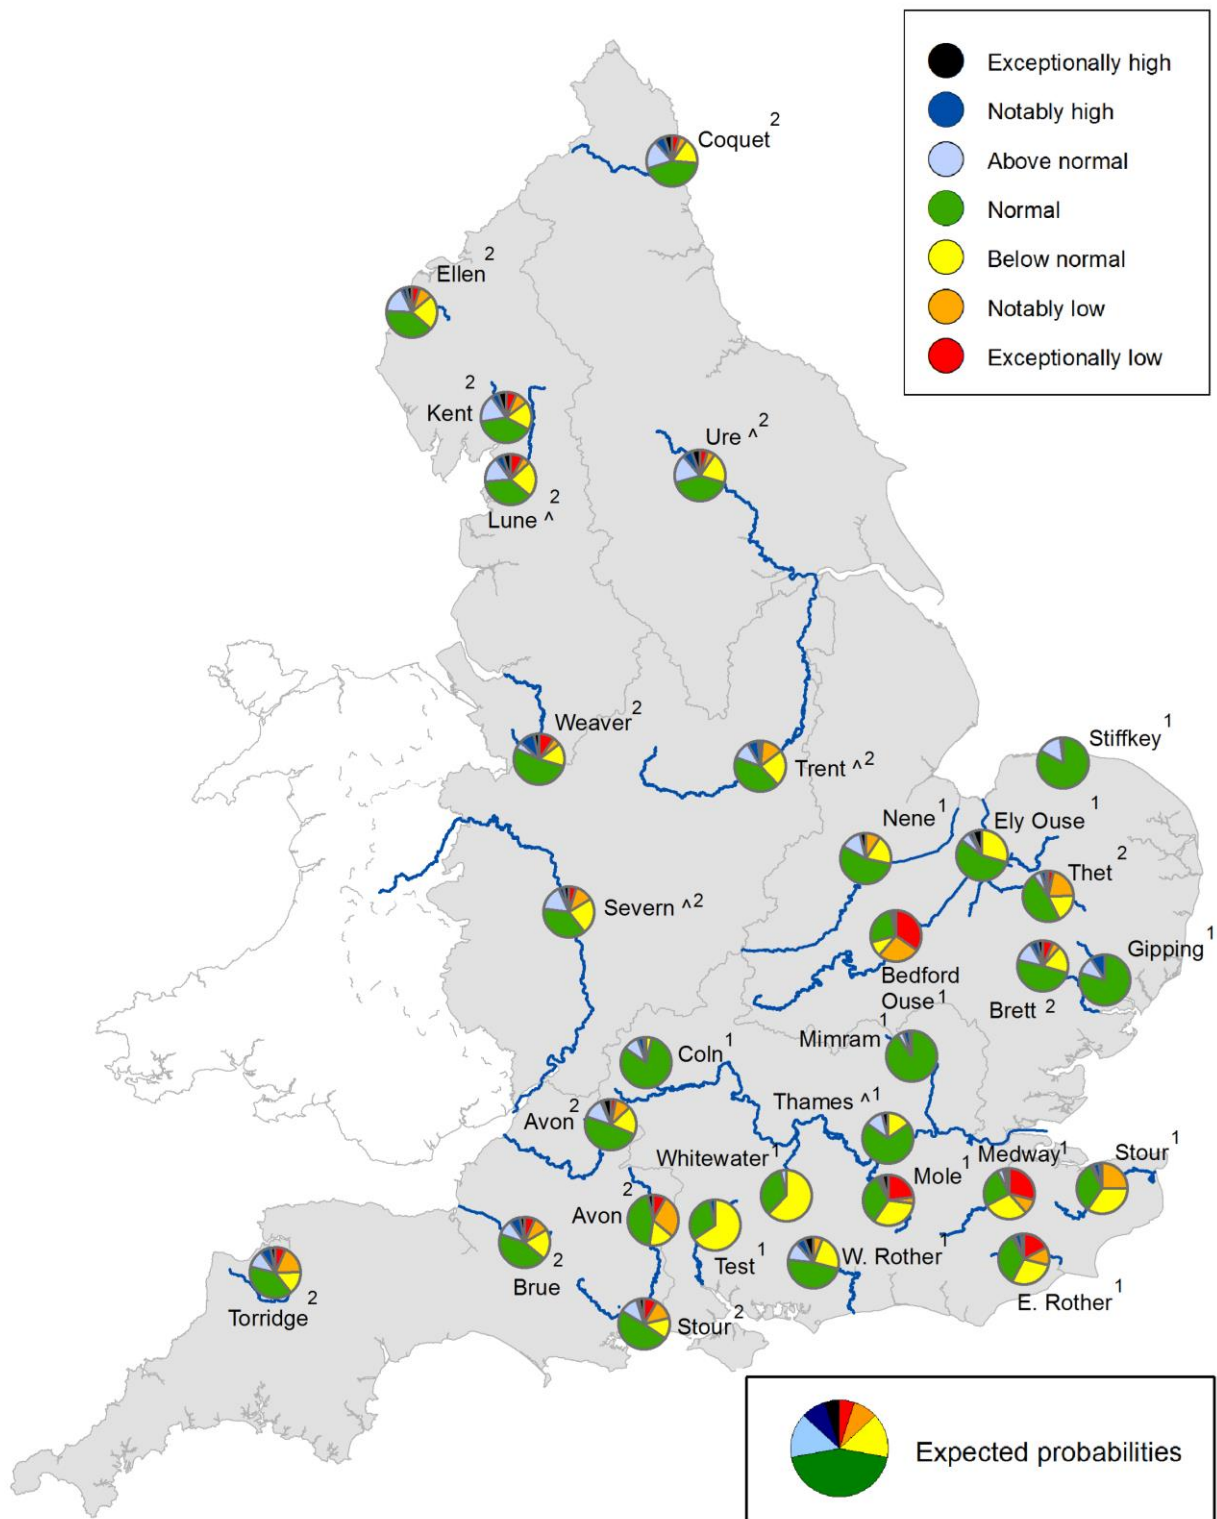 Exceptionally high
Notably high
Above normal
Normal
Below normal
Notably low
Exceptionally low
Coquet 2
Ellen 2
Kent 2
Lune ^ 2
Ure ^ 2
Weaver 2
Trent ^ 2
Stiffkey 1
Nene 1
Ely Ouse 1
Thet 2
Severn ^ 2
Bedford
Ouse 1
Brett 2
Gipping 1
Mimram 1
Coln 1
Avon 2
Thames ^ 1
Whitewater 1
Mole 1
Medway 1
Stour 1
Avon 2
Test 1
W. Rother 1
E. Rother 1
Brue 2
Torridge 2
Stour 2
Expected probabilities